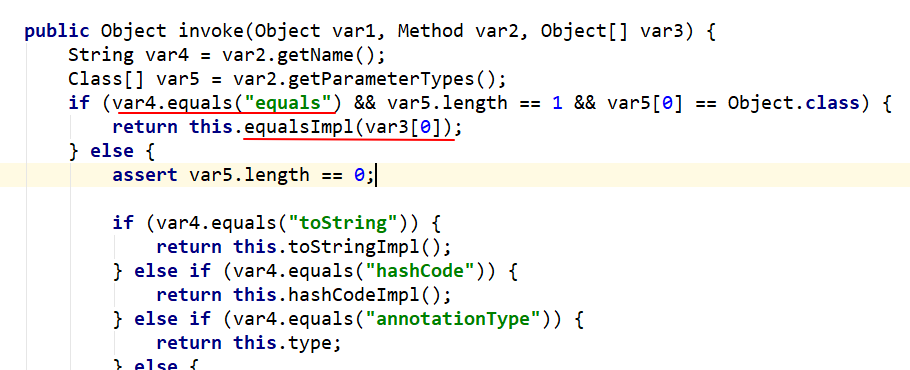 public Object invoke(Object var1, Method var2, Object[] var3) {
    String var4 = var2.getName();
    Class[] var5 = var2.getParameterTypes();
    if (var4.equals("equals") && var5.length == 1 && var5[0] == Object.class) {
        return this.equalsImpl(var3[0]);
    } else {
        assert var5.length == 0;
        if (var4.equals("toString")) {
            return this.toStringImpl();
        } else if (var4.equals("hashCode")) {
            return this.hashCodeImpl();
        } else if (var4.equals("annotationType")) {
            return this.type;
        } else {